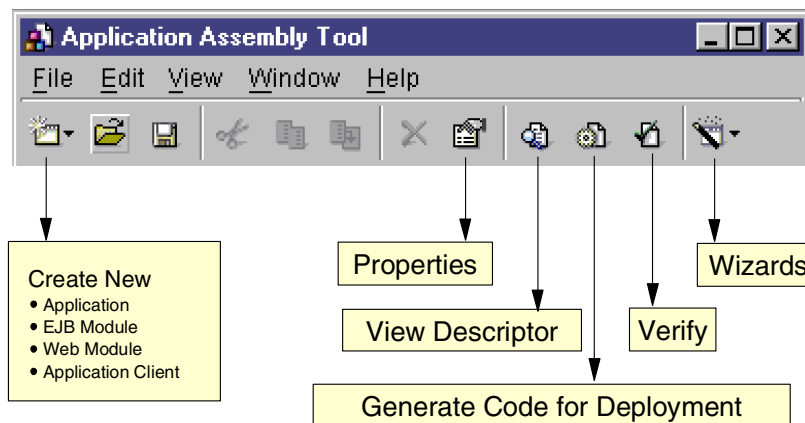 Application Assembly Tool
File Edit View Window Help
Create New
• Application
• EJB Module
• Web Module
• Application Client
Properties
Wizards
View Descriptor
Verify
Generate Code for Deployment